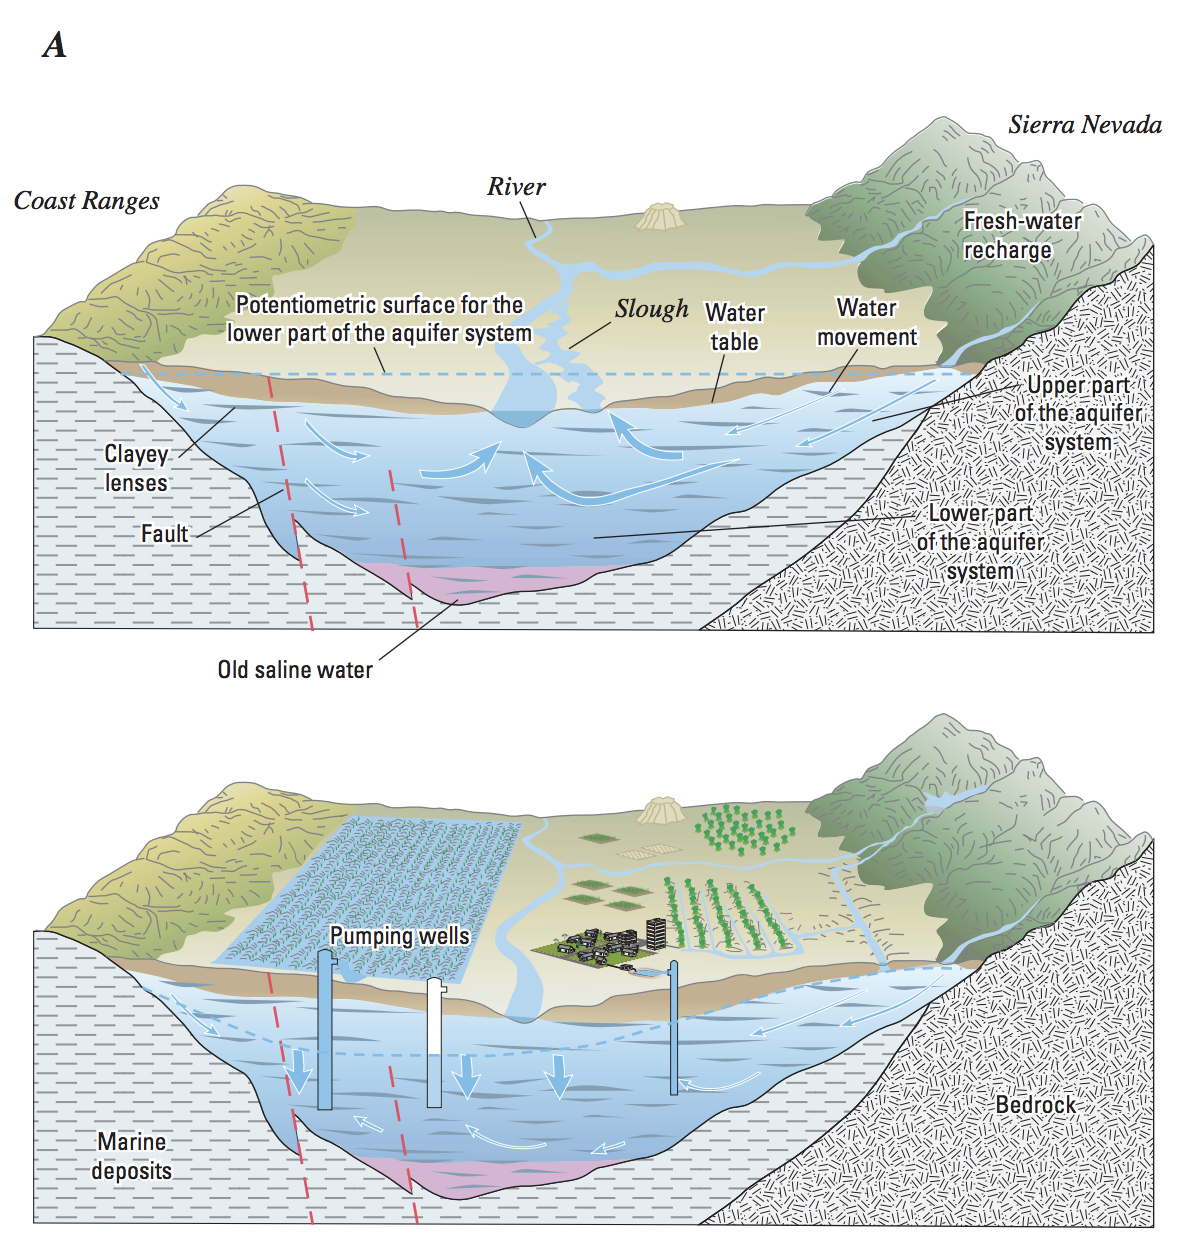 A
Sierra Nevada
Coast Ranges
River
Fresh-water
recharge
Potentiometric surface for the
lower part of the aquifer system
Slough
Water
table
Water
movement
Upper part
of the aquifer
system
Clayey
lenses
Fault
Lower part
of the aquifer
system
Old saline water
Pumping wells
Bedrock
Marine
deposits